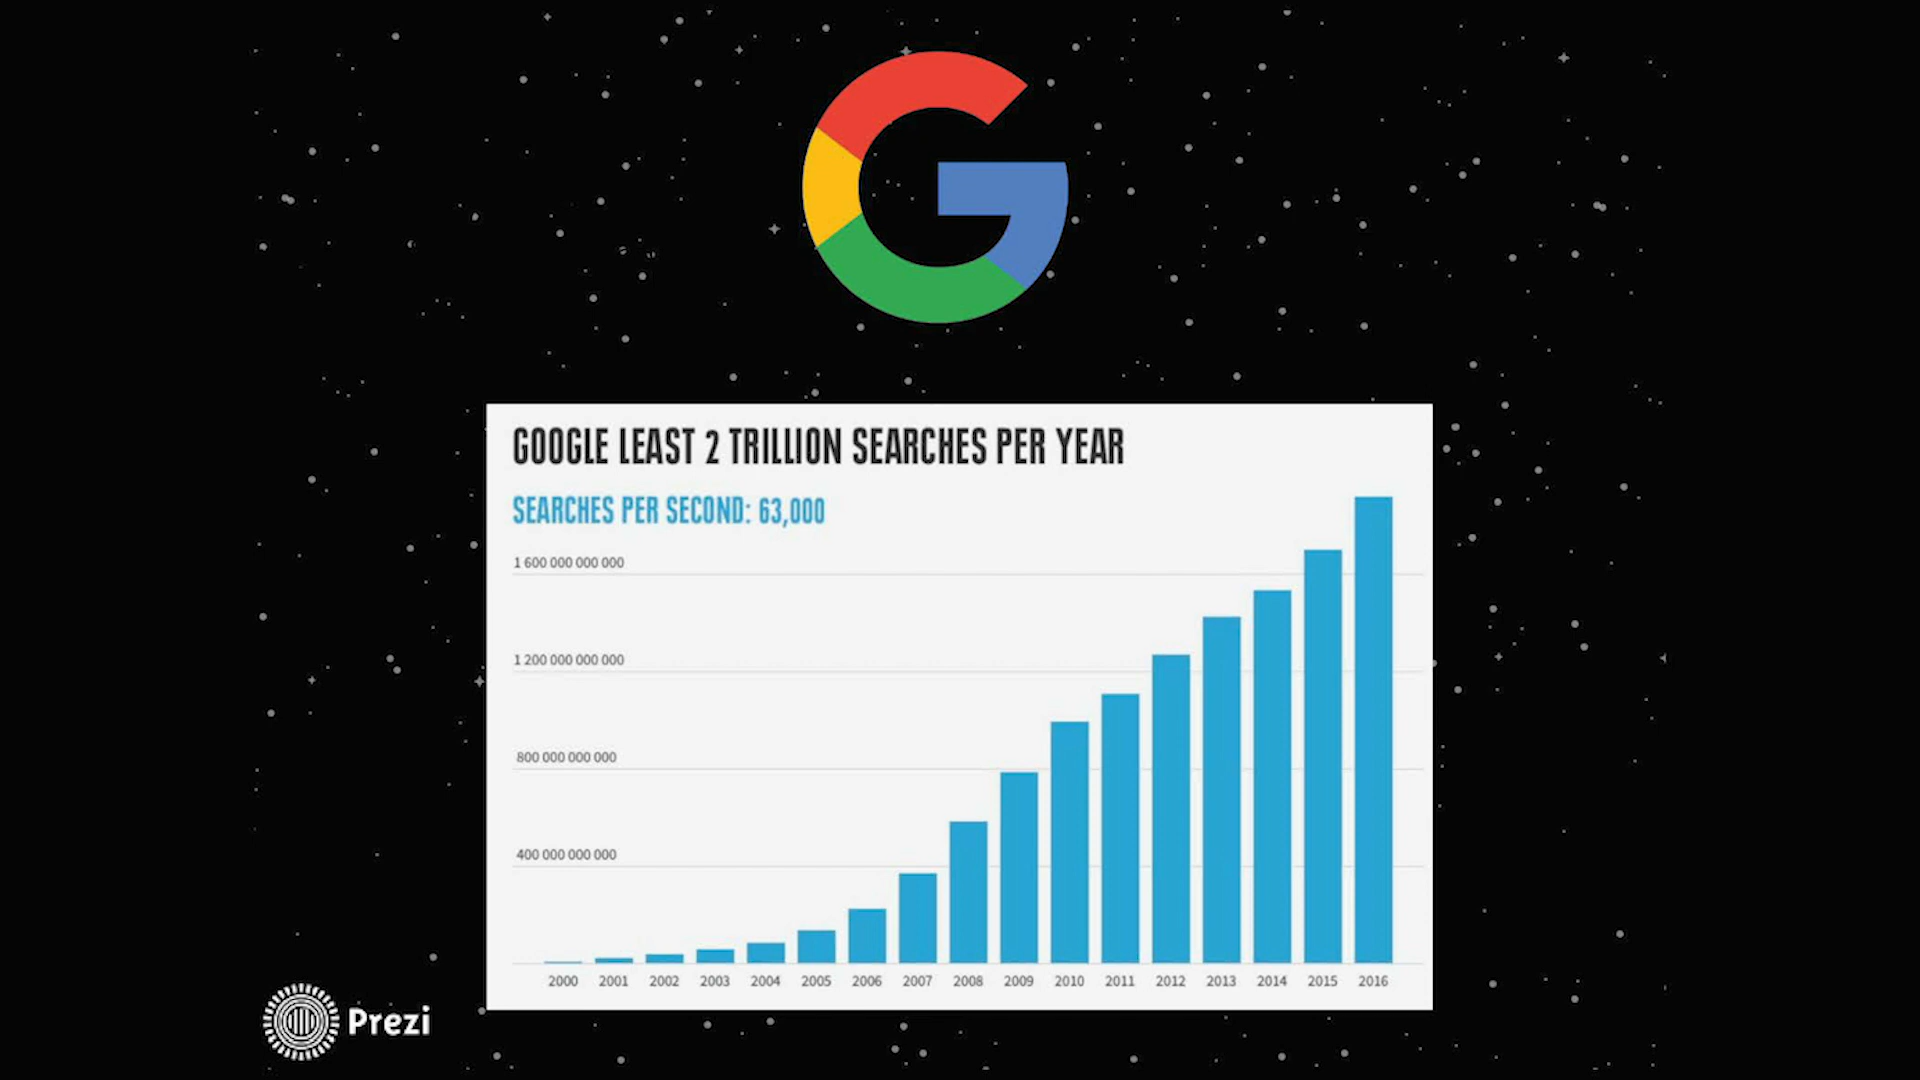 GOOGLE LEAST 2 TRILLION SEARCHES PER YEAR
SEARCHES PER SECOND: 63,000
1 600 000 000 000
1 200 000 000 000
800 000 000 000
400 000 000 000
2000 2001 2002 2003 2004 2005 2006 2007 2008 2009 2010 2011 2012 2013 2014 2015 2016
Prezi